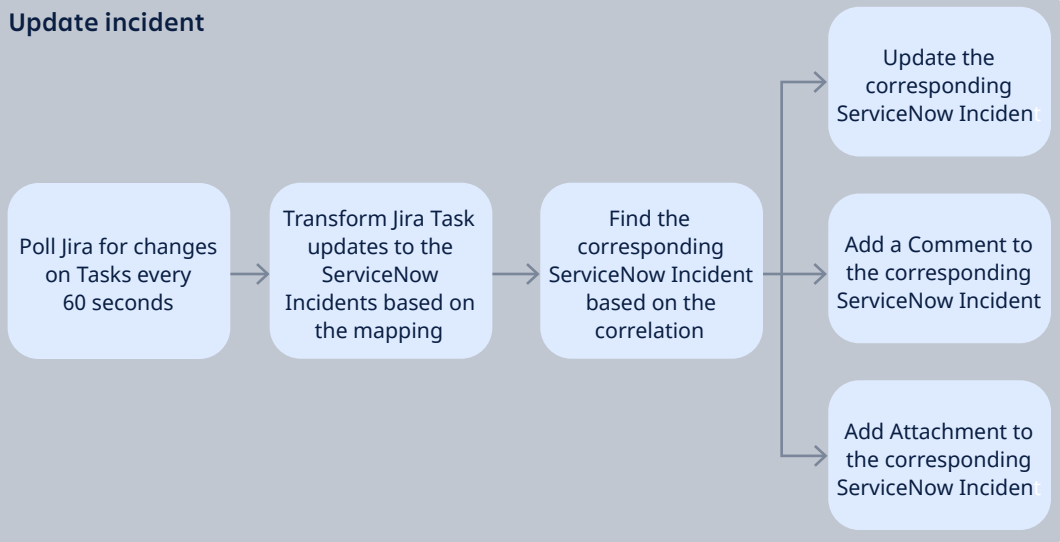 Update incident
Poll Jira for changes
on Tasks every
60 seconds
Transform Jira Task
updates to the
ServiceNow
Incidents based on
the mapping
Find the
corresponding
ServiceNow Incident
based on the
correlation
Update the
corresponding
ServiceNow Incident
Add a Comment to
the corresponding
ServiceNow Incident
Add Attachment to
the corresponding
ServiceNow Incident